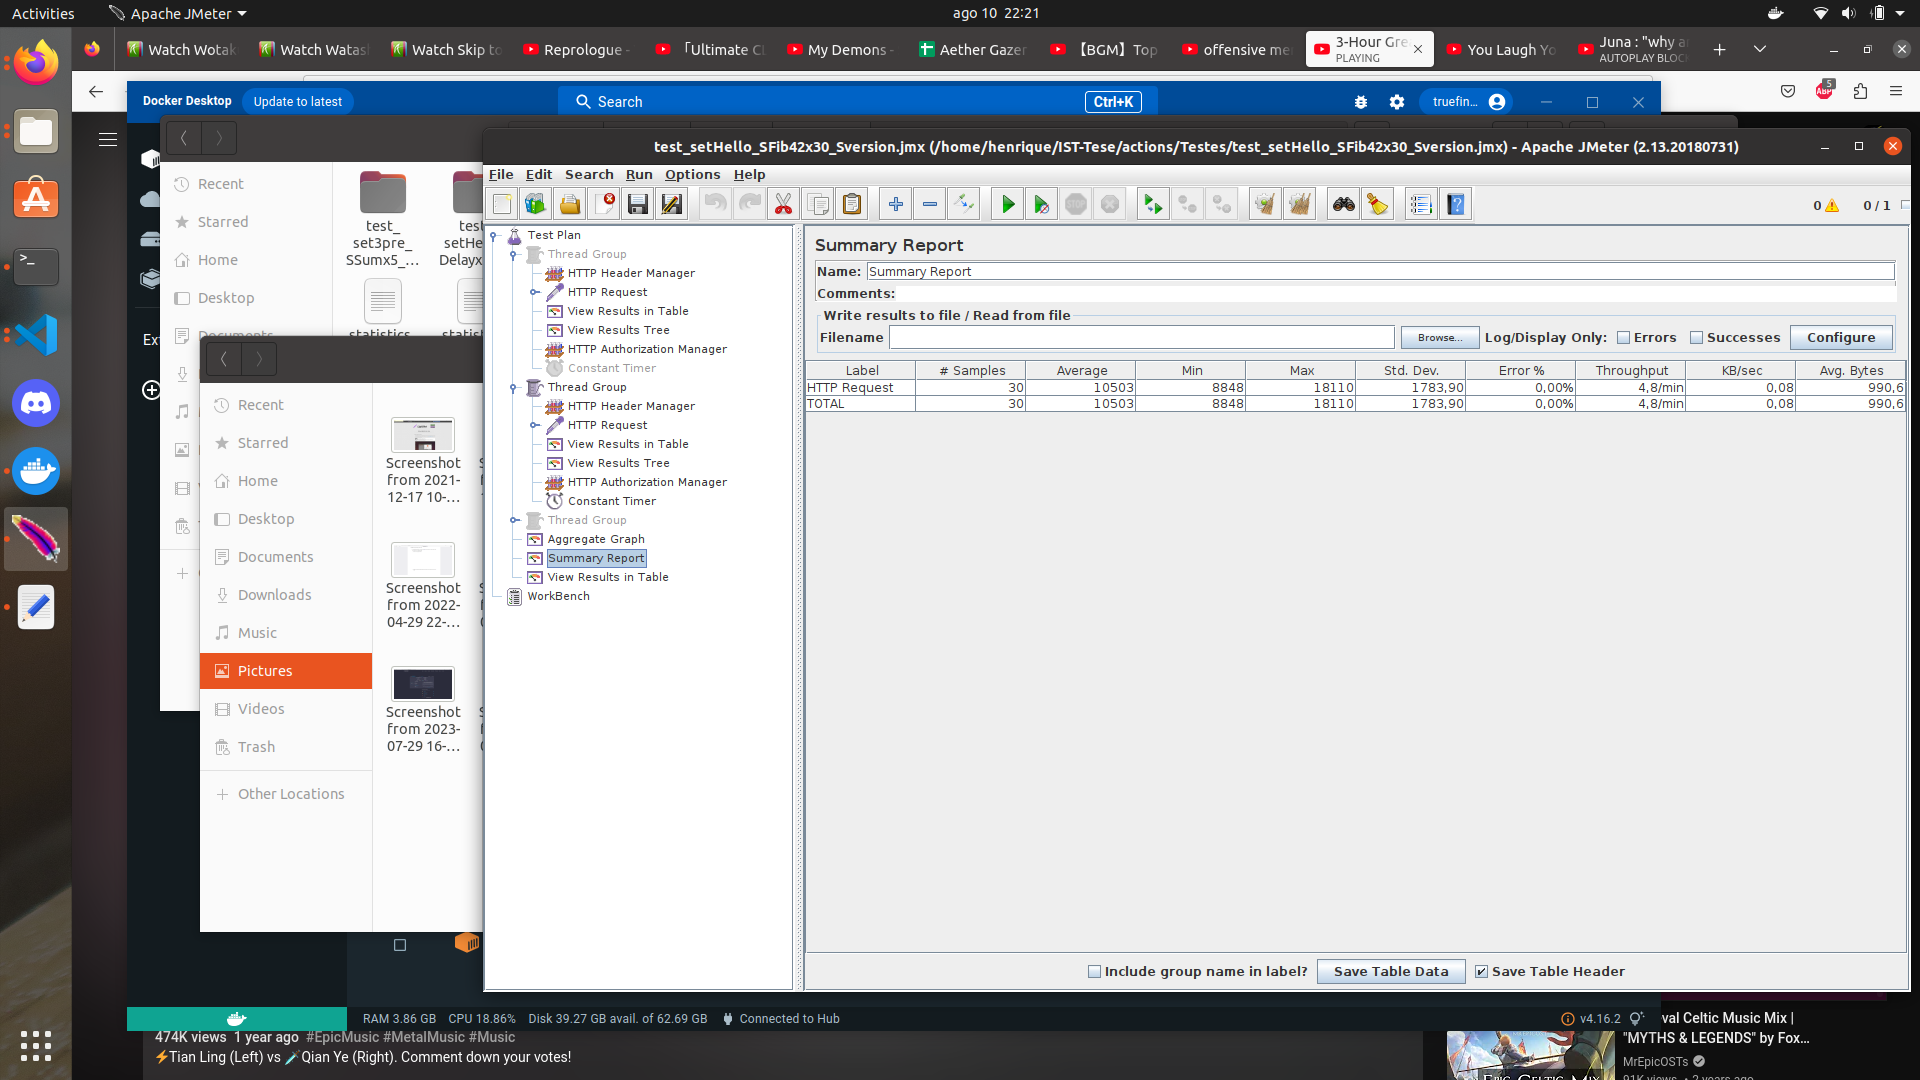 Activities
Apache JMeter
ago 10 22:21
Watch Wotak
Watch Watash
Watch Skip to
Reprologue -
「Ultimate Cl
My Demons -
Aether Gazer
【BGM】Top
offensive me
3-Hour Gre
PLAYING
You Laugh Yo
Juna : "why a
AUTOPLAY BLOC
Docker Desktop
Update to latest
Search
Ctrl+K
truefin...
ABP
5
Recent
Starred
Home
Desktop
Documents
test_
set3pre_
SSumx5_...
Delayx
statistics
Ext
Recent
Starred
Home
Desktop
Documents
Downloads
Music
Pictures
Videos
Trash
Other Locations
Screenshot
from 2021-
12-17 10-...
Screenshot
from 2022-
04-29 22-...
Screenshot
from 2023-
07-29 16-...
test_setHello_SFib42x30_Sversion.jmx (/home/henrique/IST-Tese/actions/Testes/test_setHello_SFib42x30_Sversion.jmx) - Apache JMeter (2.13.20180731)
File Edit Search Run Options Help
STOP
0
0 / 1
Test Plan
Thread Group
HTTP Header Manager
HTTP Request
View Results in Table
View Results Tree
HTTP Authorization Manager
Constant Timer
Thread Group
HTTP Header Manager
HTTP Request
View Results in Table
View Results Tree
HTTP Authorization Manager
Constant Timer
Thread Group
Aggregate Graph
Summary Report
View Results in Table
WorkBench
Summary Report
Name: Summary Report
Comments:
Write results to file / Read from file
Filename
Browse...
Log/Display Only:
Errors
Successes
Configure
Label # Samples Average Min Max Std. Dev. Error % Throughput KB/sec Avg. Bytes
HTTP Request 30 10503 8848 18110 1783,90 0,00% 4,8/min 0,08 990,6
TOTAL 30 10503 8848 18110 1783,90 0,00% 4,8/min 0,08 990,6
Include group name in label?
Save Table Data
Save Table Header
RAM 3.86 GB CPU 18.86% Disk 39.27 GB avail. of 62.69 GB Connected to Hub
v4.16.2
474K views 1 year ago #EpicMusic #MetalMusic #Music
⚡Tian Ling (Left) vs 🗡Qian Ye (Right). Comment down your votes!
val Celtic Music Mix |
"MYTHS & LEGENDS" by Fox...
MrEpicOSTs
91K views • 2 years ago